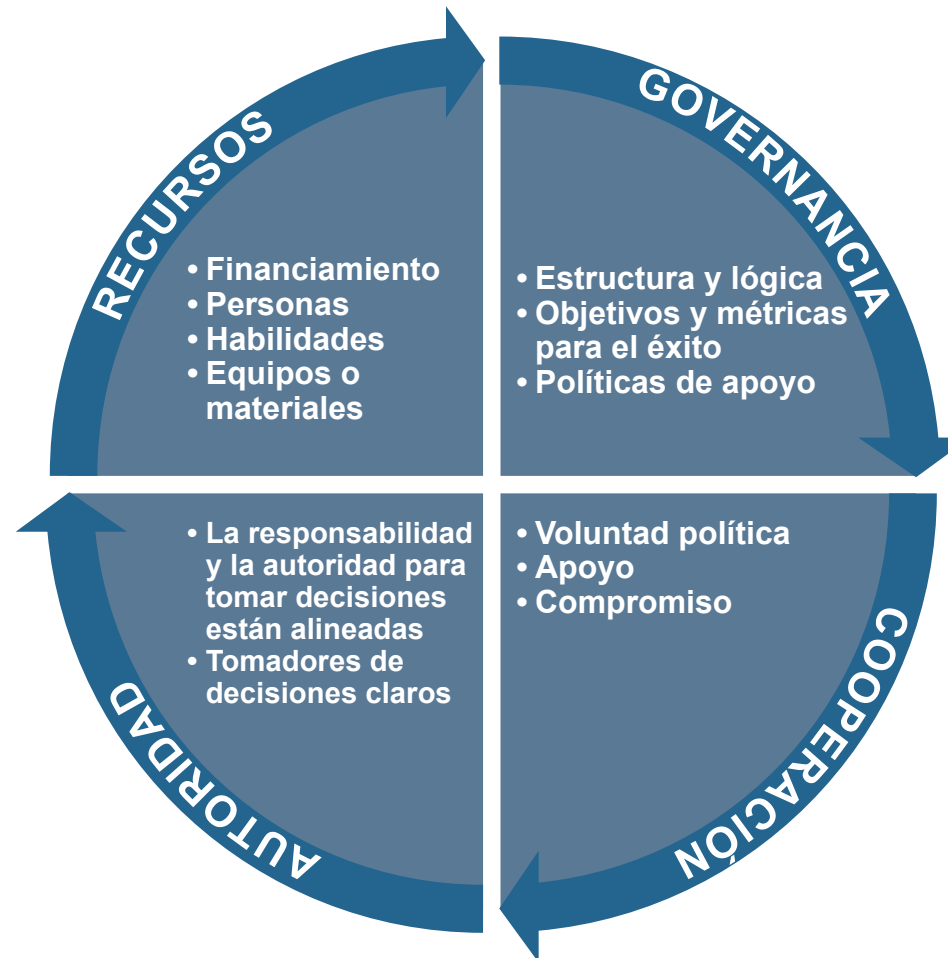 RECURSOS
• Financiamiento
• Personas
• Habilidades
• Equipos o
materiales
GOVERNANCIA
• Estructura y lógica
• Objetivos y métricas
para el éxito
• Políticas de apoyo
• La responsabilidad
y la autoridad para
tomar decisiones
están alineadas
• Tomadores de
decisiones claros
AUTORIDAD
• Voluntad política
• Apoyo
• Compromiso
COOPERACIÓN